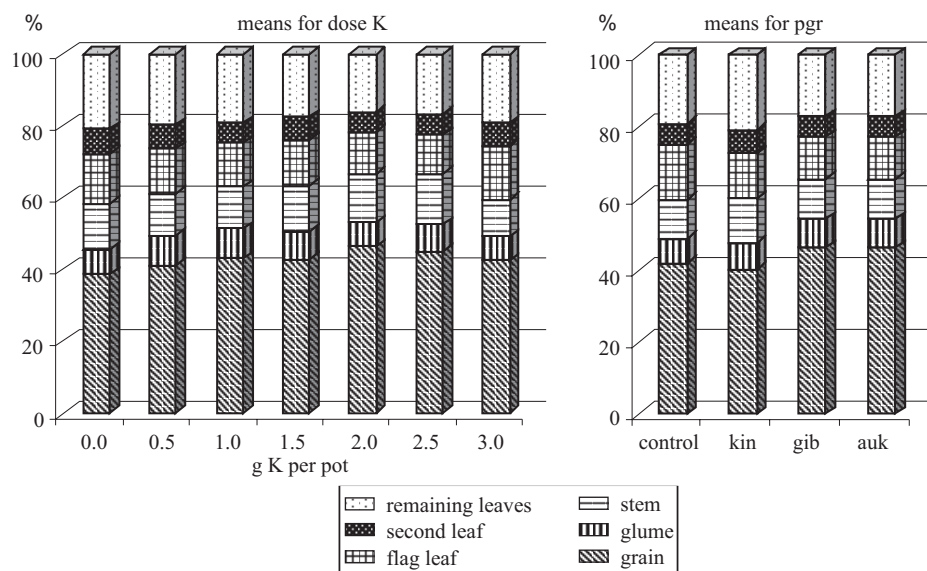 % means for dose K
100
80
60
40
20
0
0.0 0.5 1.0 1.5 2.0 2.5 3.0
g K per pot
% means for pgr
100
80
60
40
20
0
control kin gib auk
remaining leaves
second leaf
flag leaf
stem
glume
grain